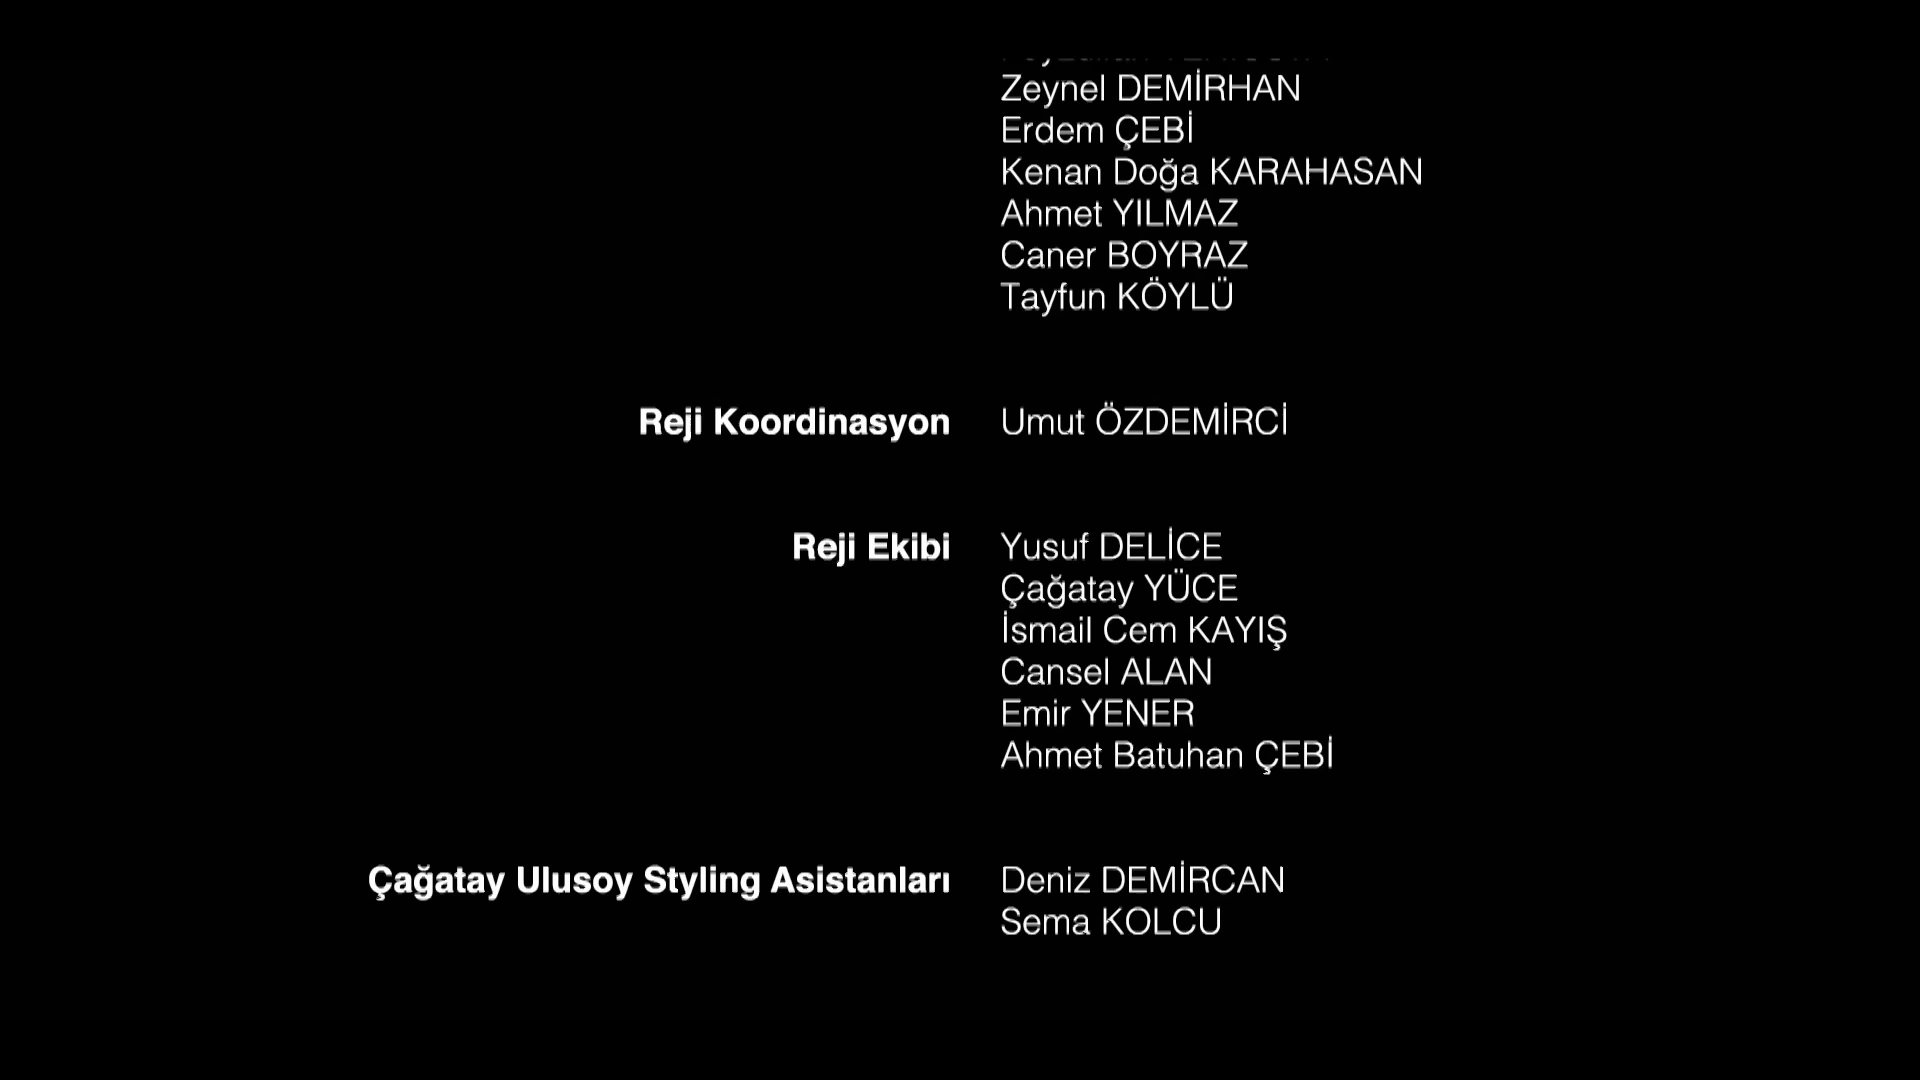 Zeynel DEMİRHAN
Erdem ÇEBİ
Kenan Doğa KARAHASAN
Ahmet YILMAZ
Caner BOYRAZ
Tayfun KÖYLÜ
Reji Koordinasyon Umut ÖZDEMİRCİ
Reji Ekibi Yusuf DELİCE
Çağatay YÜCE
İsmail Cem KAYIŞ
Cansel ALAN
Emir YENER
Ahmet Batuhan ÇEBİ
Çağatay Ulusoy Styling Asistanları Deniz DEMİRCAN
Sema KOLCU